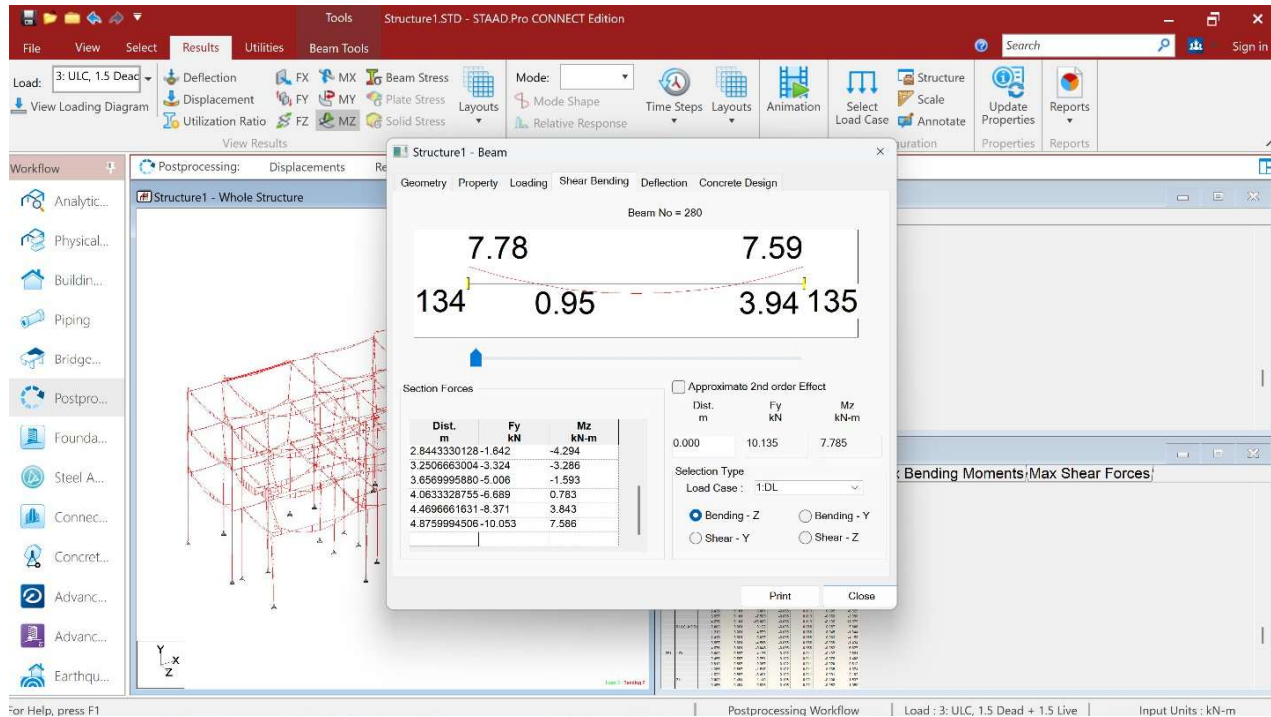 Tools
Structure1.STD - STAAD.Pro CONNECT Edition
File View Select Results Utilities Beam Tools
Search
Sign in
Load: 3: ULC, 1.5 Deac
View Loading Diagram
Deflection
Displacement
Utilization Ratio
FX MX
FY MY
FZ MZ
Beam Stress
Plate Stress
Solid Stress
Layouts
View Results
Mode:
Mode Shape
Relative Response
Time Steps
Layouts
Animation
Select Load Case
Structure
Scale
Annotate
uration
Update Properties
Properties
Reports
Reports
Workflow
Postprocessing: Displacements Re
Analytic...
Physical...
Buildin...
Piping
Bridge...
Postpro...
Founda...
Steel A...
Connec...
Concret...
Advanc...
Advanc...
Earthqu...
Structure1 - Whole Structure
Y
X
Z
Structure1 - Beam
Geometry Property Loading Shear Bending Deflection Concrete Design
Beam No = 280
7.78 7.59
134 0.95 3.94 135
Section Forces
Dist. Fy Mz
m kN kN-m
2.8443330128 -1.642 -4.294
3.2506663004 -3.324 -3.286
3.6569995880 -5.006 -1.593
4.0633328755 -6.689 0.783
4.4696661631 -8.371 3.843
4.8759994506 -10.053 7.586
Approximate 2nd order Effect
Dist. Fy Mz
m kN kN-m
0.000 10.135 7.785
Selection Type
Load Case : 1:DL
Bending - Z Bending - Y
Shear - Y Shear - Z
Print Close
Bending Moments Max Shear Forces
For Help, press F1
Postprocessing Workflow
Load : 3: ULC, 1.5 Dead + 1.5 Live
Input Units : kN-m